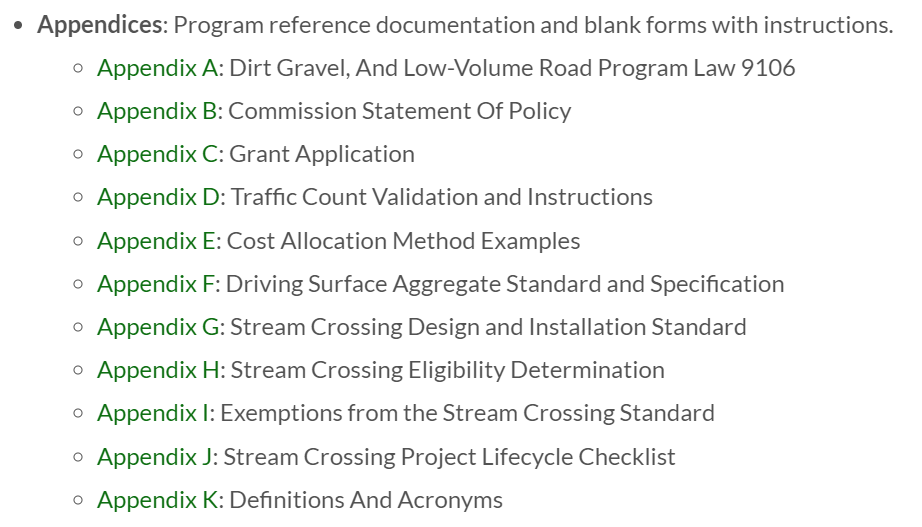 Appendices: Program reference documentation and blank forms with instructions.
Appendix A: Dirt Gravel, And Low-Volume Road Program Law 9106
Appendix B: Commission Statement Of Policy
Appendix C: Grant Application
Appendix D: Traffic Count Validation and Instructions
Appendix E: Cost Allocation Method Examples
Appendix F: Driving Surface Aggregate Standard and Specification
Appendix G: Stream Crossing Design and Installation Standard
Appendix H: Stream Crossing Eligibility Determination
Appendix I: Exemptions from the Stream Crossing Standard
Appendix J: Stream Crossing Project Lifecycle Checklist
Appendix K: Definitions And Acronyms